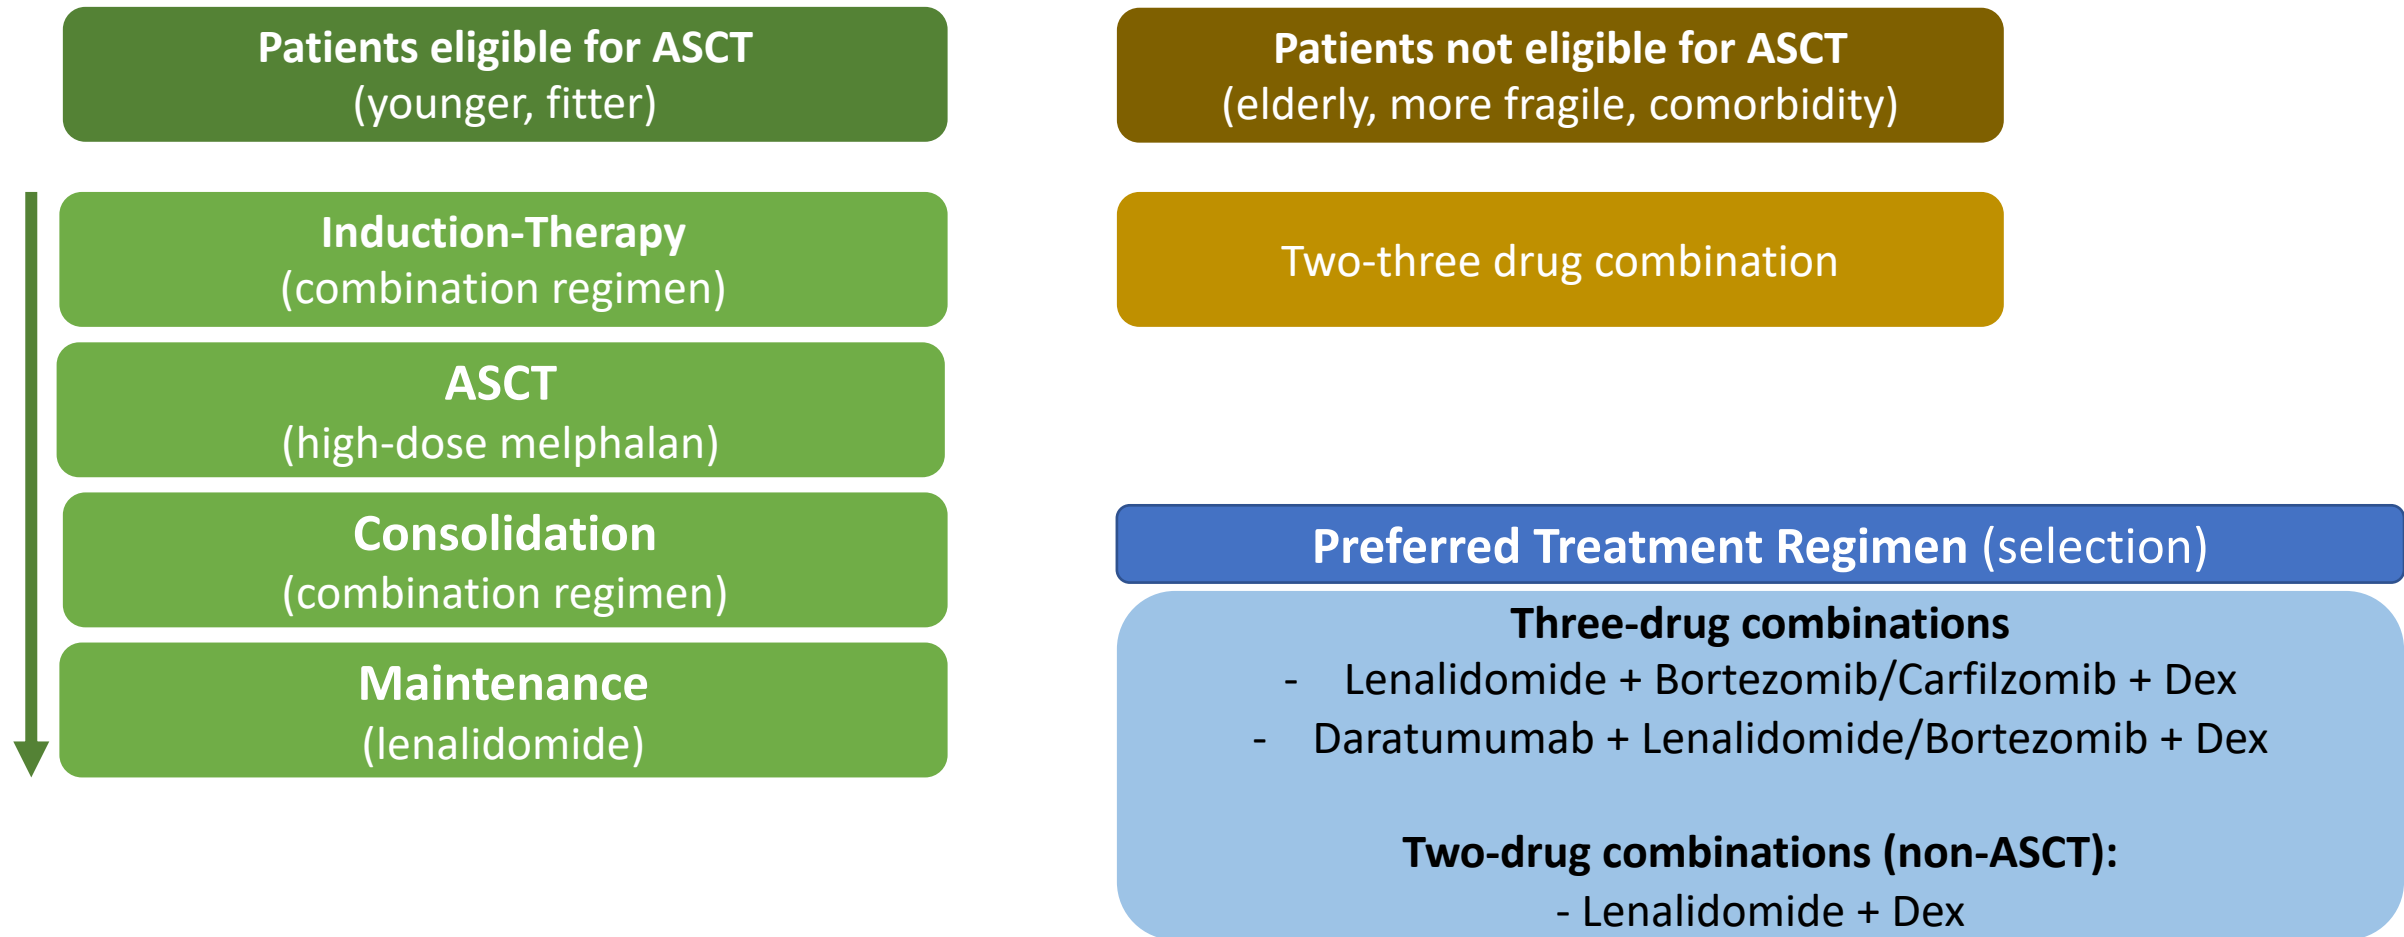 Patients eligible for ASCT
(younger, fitter)
Induction-Therapy
(combination regimen)
ASCT
(high-dose melphalan)
Consolidation
(combination regimen)
Maintenance
(lenalidomide)
Patients not eligible for ASCT
(elderly, more fragile, comorbidity)
Two-three drug combination
Preferred Treatment Regimen (selection)
Three-drug combinations
- Lenalidomide + Bortezomib/Carfilzomib + Dex
- Daratumumab + Lenalidomide/Bortezomib + Dex
Two-drug combinations (non-ASCT):
- Lenalidomide + Dex